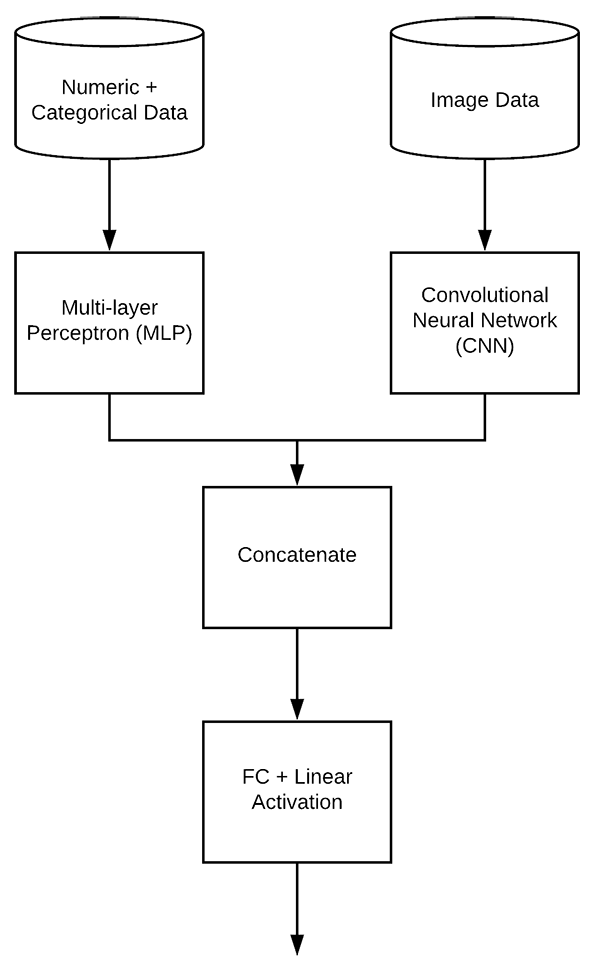 Numeric +
Categorical Data
Image Data
Multi-layer
Perceptron (MLP)
Convolutional
Neural Network
(CNN)
Concatenate
FC + Linear
Activation